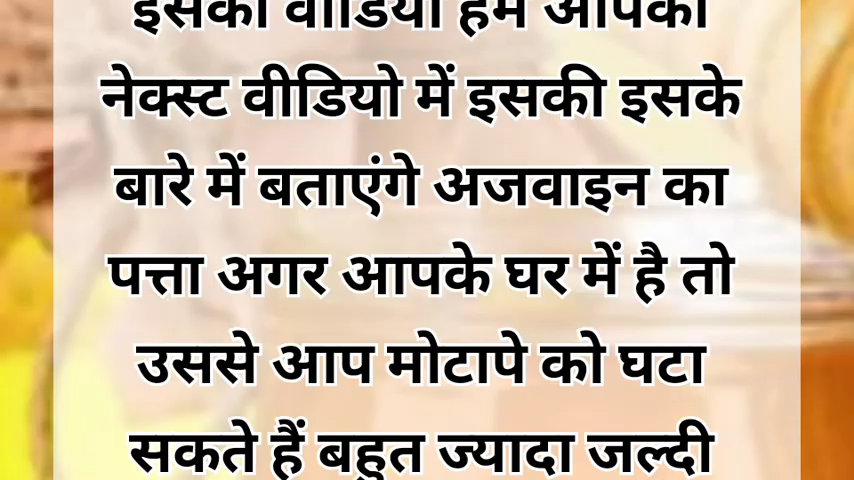 इसकी वीडियो हम आपको
नेक्स्ट वीडियो में इसकी इसके
बारे में बताएंगे अजवाइन का
पत्ता अगर आपके घर में है तो
उससे आप मोटापे को घटा
सकते हैं बहुत ज्यादा जल्दी